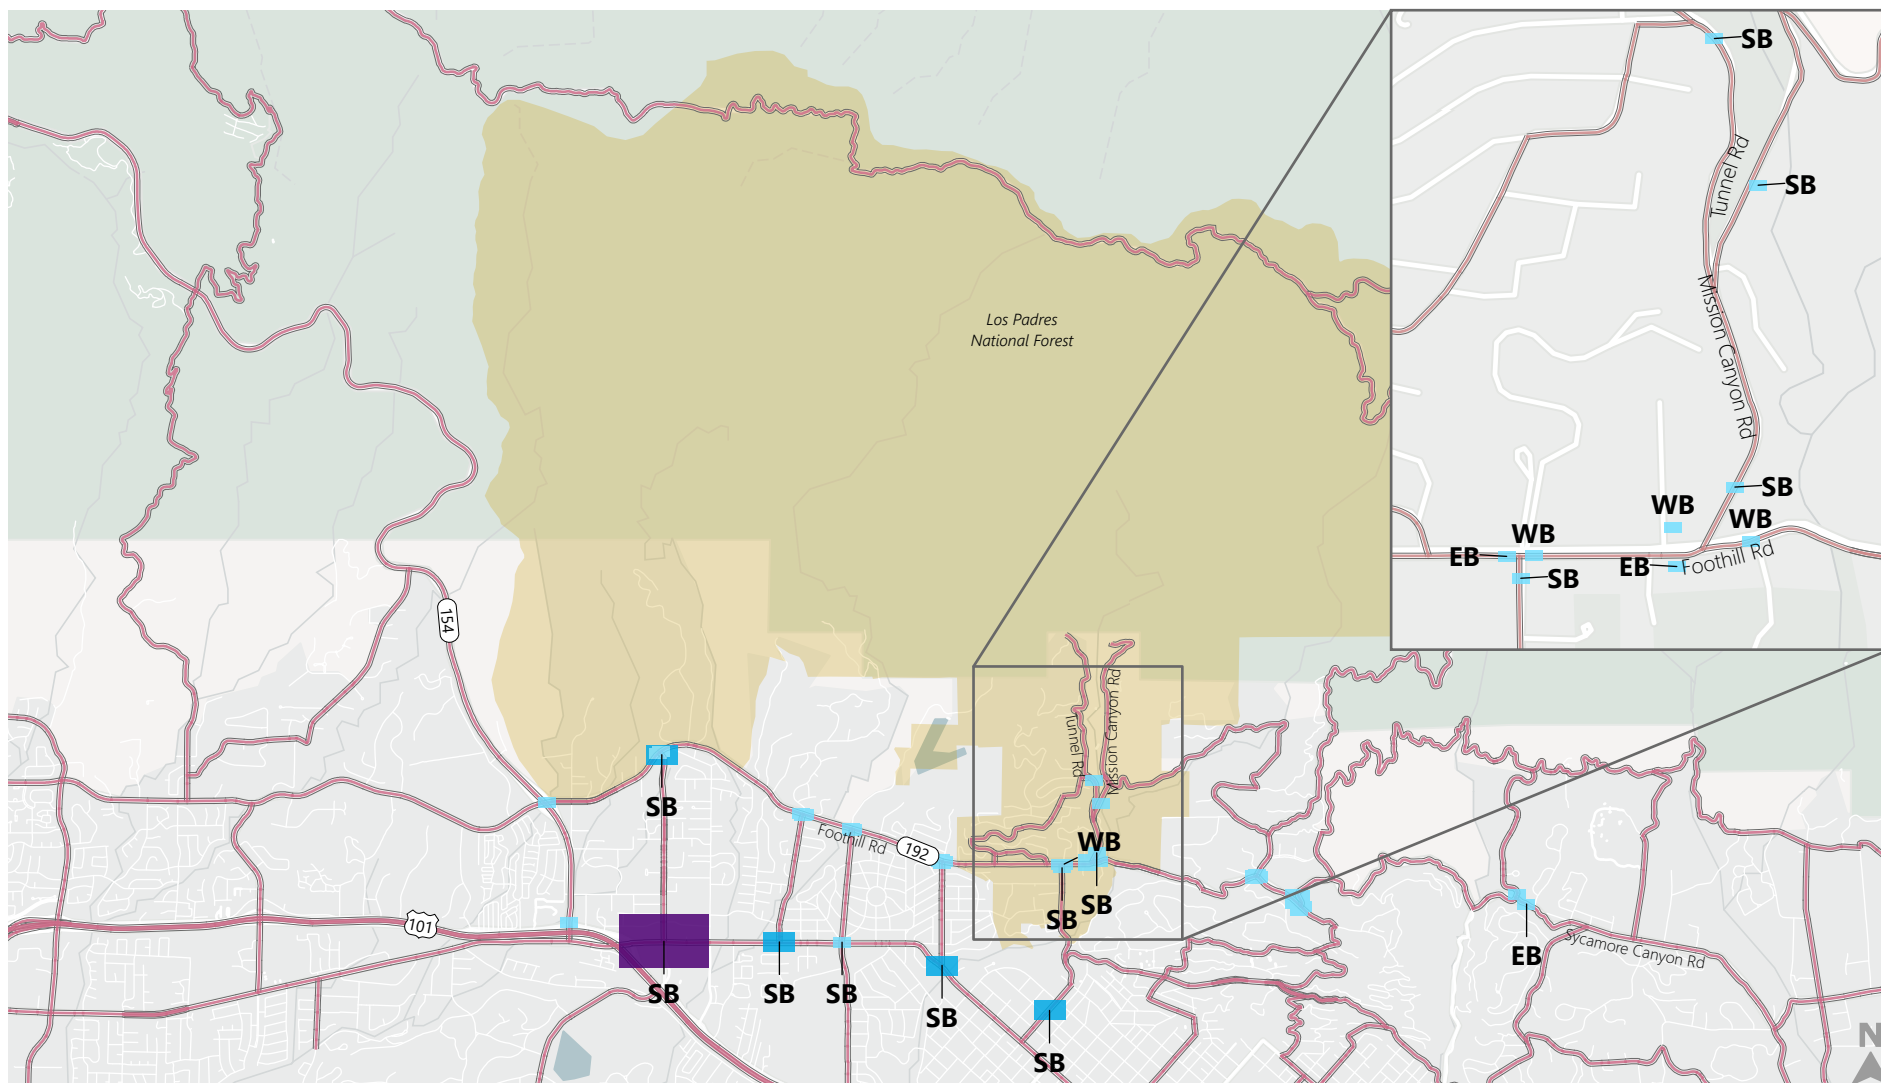 SB
Tunnel Rd
SB
Mission Canyon Rd
SB
WB
WB
WB
EB
EB
Foothill Rd
SB
Los Padres
National Forest
154
Tunnel Rd
Mission Canyon Rd
SB
Foothill Rd
192
WB
SB
SB
101
SB
SB
SB
SB
SB
EB
Sycamore Canyon Rd
N